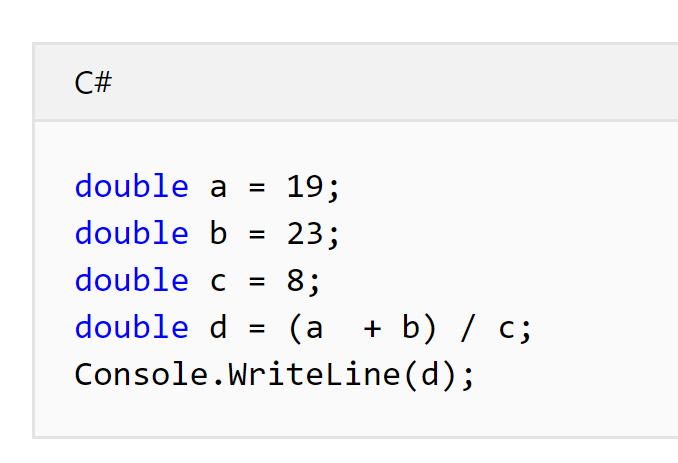 C#
double a = 19;
double b = 23;
double c = 8;
double d = (a  + b) / c;
Console.WriteLine(d);